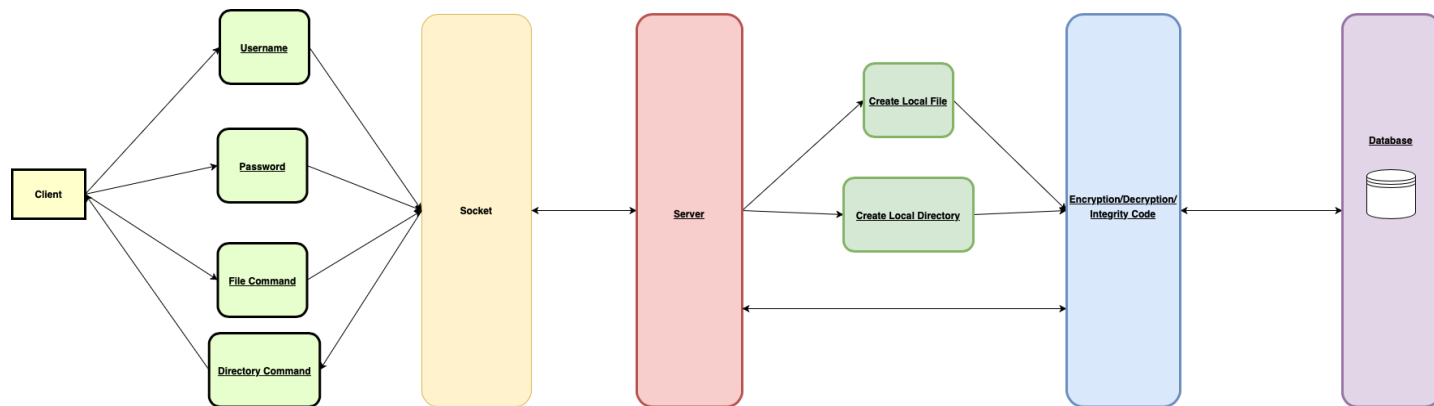 Username
Password
Client
File Command
Directory Command
Socket
Server
Create Local File
Create Local Directory
Encryption/Decryption/
Integrity Code
Database